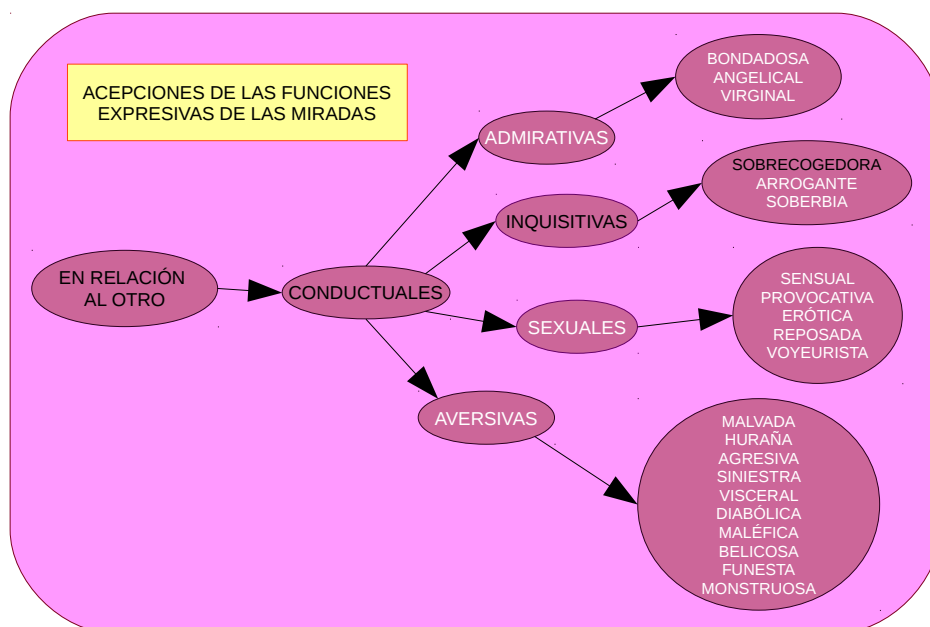 ACEPCIONES DE LAS FUNCIONES
EXPRESIVAS DE LAS MIRADAS
EN RELACIÓN
AL OTRO
CONDUCTUALES
ADMIRATIVAS
BONDADOSA
ANGELICAL
VIRGINAL
INQUISITIVAS
SOBRECOGEDORA
ARROGANTE
SOBERBIA
SEXUALES
SENSUAL
PROVOCATIVA
ERÓTICA
REPOSADA
VOYEURISTA
AVERSIVAS
MALVADA
HURAÑA
AGRESIVA
SINIESTRA
VISCERAL
DIABÓLICA
MALÉFICA
BELICOSA
FUNESTA
MONSTRUOSA